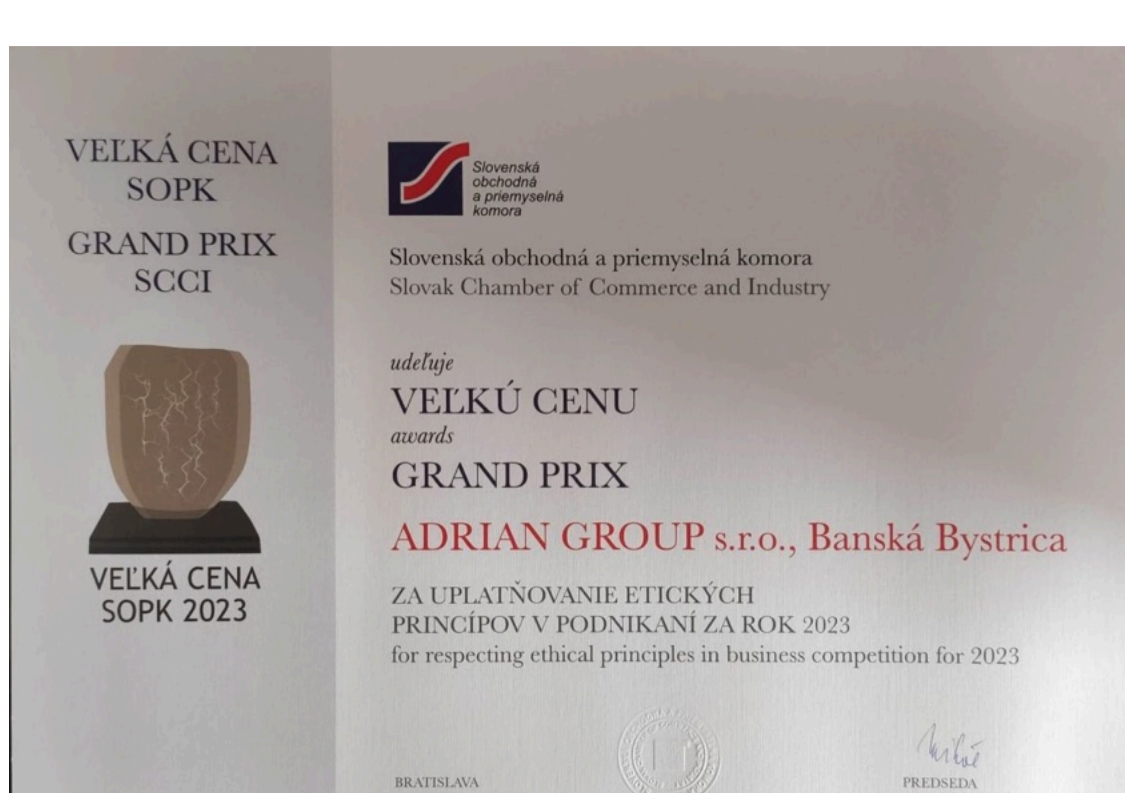 VEĽKÁ CENA
SOPK
GRAND PRIX
SCCI
VEĽKÁ CENA
SOPK 2023
Slovenská
obchodná
a priemyselná
komora
Slovenská obchodná a priemyselná komora
Slovak Chamber of Commerce and Industry
udeľuje
VEĽKÚ CENU
awards
GRAND PRIX
ADRIAN GROUP s.r.o., Banská Bystrica
ZA UPLATŇOVANIE ETICKÝCH
PRINCÍPOV V PODNIKANÍ ZA ROK 2023
for respecting ethical principles in business competition for 2023
BRATISLAVA
PREDSEDA